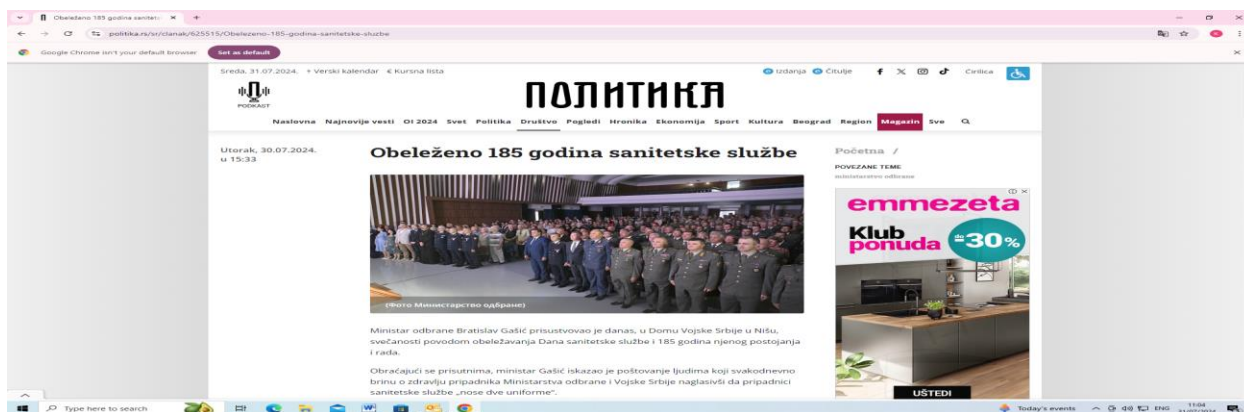 Obeleženo 185 godina sanitets
politika.rs/sr/clanak/625515/Obelezeno-185-godina-sanitetske-sluzbe
Google Chrome isn't your default browser
Set as default
Sreda, 31.07.2024.
Verski kalendar
€ Kursna lista
Izdanja
Čitulje
Ćirilica
PODKAST
ПОЛИТИКА
Naslovna Najnovije vesti OI 2024 Svet Politika Društvo Pogledi Hronika Ekonomija Sport Kultura Beograd Region Magazin Sve
Utorak, 30.07.2024.
u 15:33
Obeleženo 185 godina sanitetske službe
(Фото Министарство одбране)
Ministar odbrane Bratislav Gašić prisustvovao je danas, u Domu Vojske Srbije u Nišu,
svečanosti povodom obeležavanja Dana sanitetske službe i 185 godina njenog postojanja
i rada.
Obraćajući se prisutnima, ministar Gašić iskazao je poštovanje ljudima koji svakodnevno
brinu o zdravlju pripadnika Ministarstva odbrane i Vojske Srbije naglasivši da pripadnici
sanitetske službe „nose dve uniforme“.
Početna /
POVEZANE TEME
ministarstvo odbrane
emmezeta
Klub
ponuda
do
-30%
UŠTEDI
Type here to search
Today's events
ENG
11:04
31/07/2024